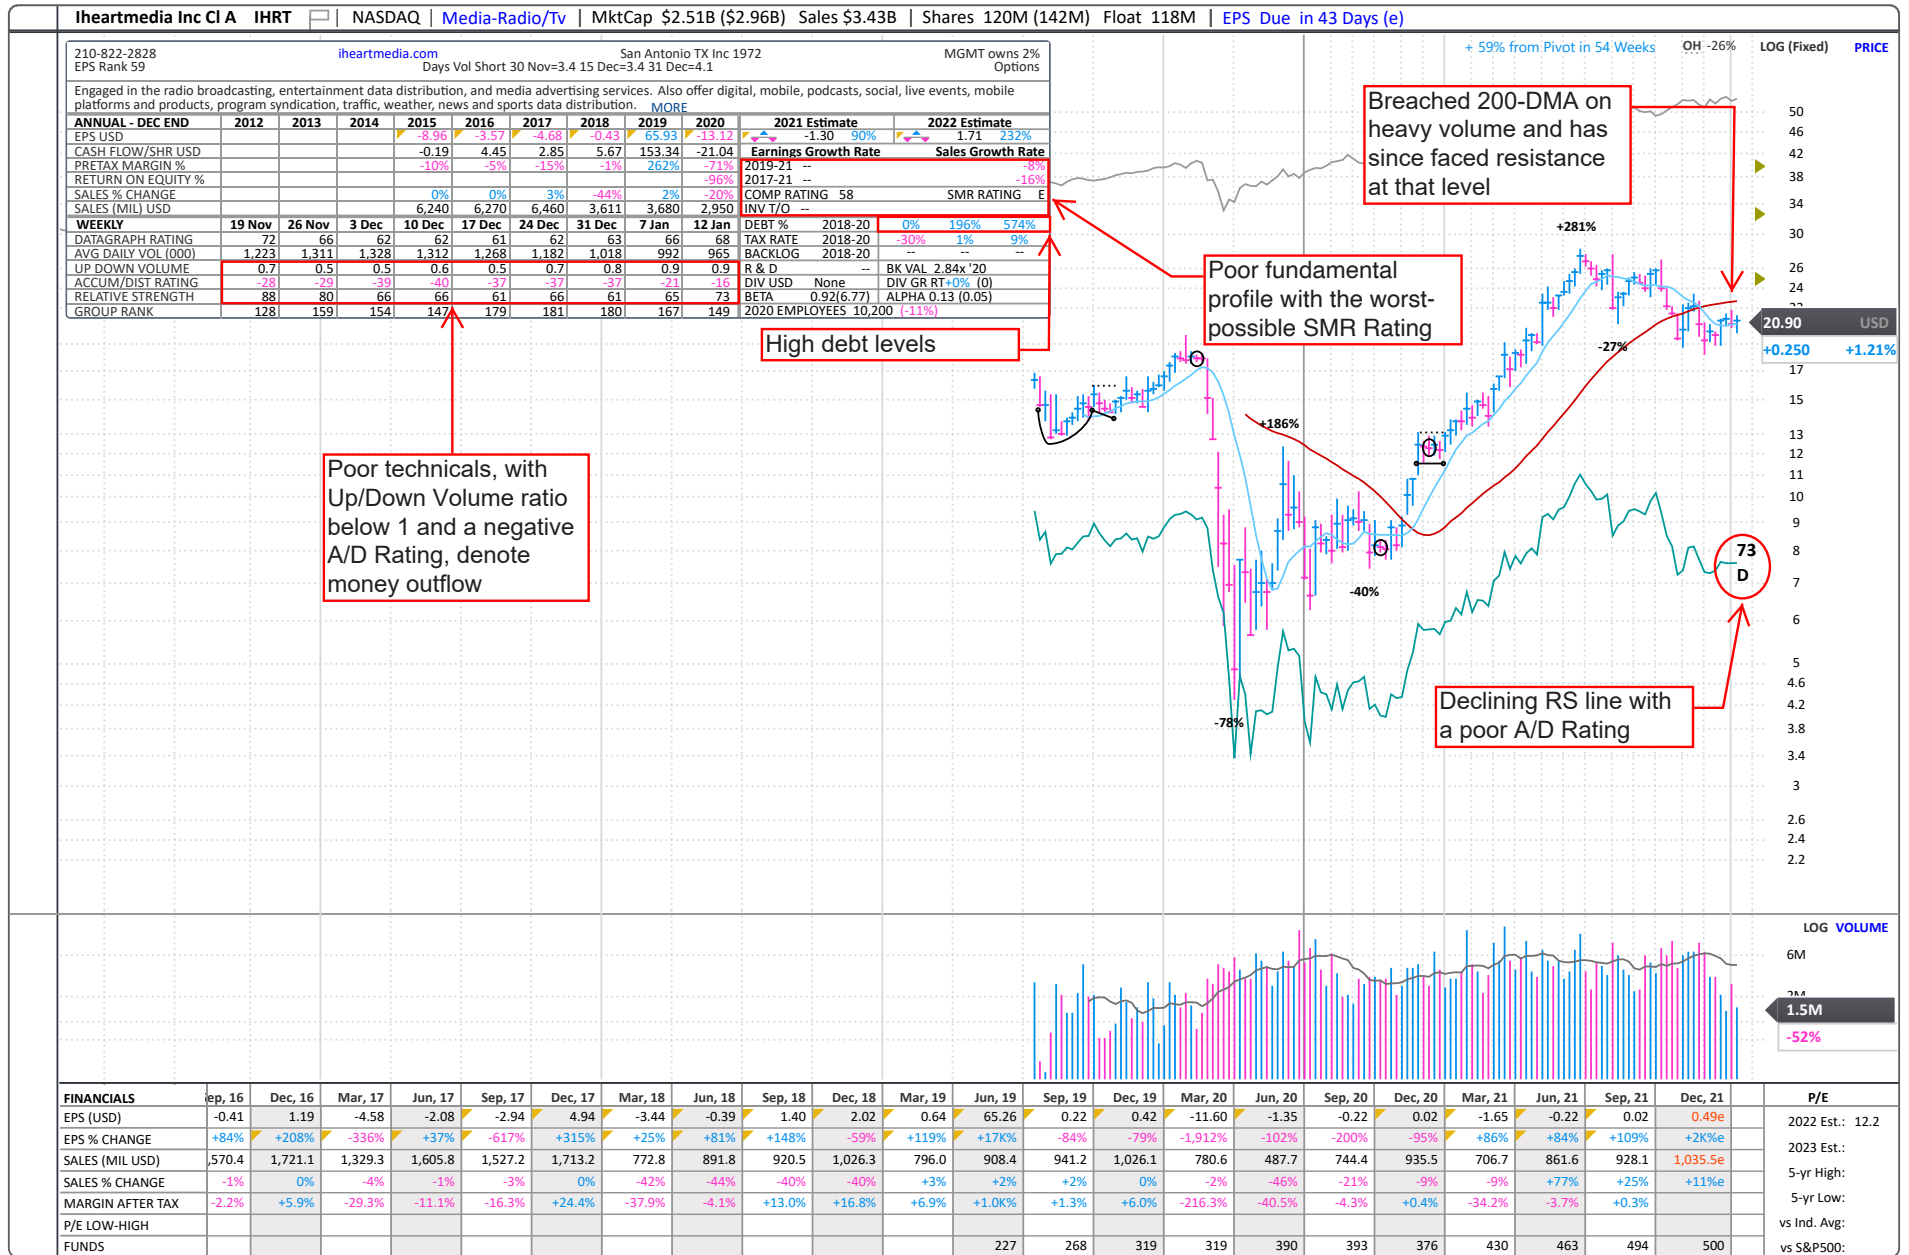 Iheartmedia Inc Cl A IHRT | NASDAQ | Media-Radio/Tv | MktCap $2.51B ($2.96B) Sales $3.43B | Shares 120M (142M) Float 118M | EPS Due in 43 Days (e)
210-822-2828 iheartmedia.com San Antonio TX Inc 1972 MGMT owns 2%
EPS Rank 59 Days Vol Short 30 Nov=3.4 15 Dec=3.4 31 Dec=4.1 Options
Engaged in the radio broadcasting, entertainment data distribution, and media advertising services. Also offer digital, mobile, podcasts, social, live events, mobile
platforms and products, program syndication, traffic, weather, news and sports data distribution. MORE
ANNUAL - DEC END 2012 2013 2014 2015 2016 2017 2018 2019 2020 2021 Estimate 2022 Estimate
EPS USD -8.96 -3.57 -4.68 -0.43 65.93 -13.12 -1.30 90% 1.71 232%
CASH FLOW/SHR USD -0.19 4.45 2.85 5.67 153.34 -21.04 Earnings Growth Rate Sales Growth Rate
PRETAX MARGIN % -10% -5% -15% -1% 262% -71% 2019-21 -- -8%
RETURN ON EQUITY % -96% 2017-21 -- -16%
SALES % CHANGE 0% 0% 3% -44% 2% -20% COMP RATING 58 SMR RATING E
SALES (MIL) USD 6,240 6,270 6,460 3,611 3,680 2,950 INV T/O --
WEEKLY 19 Nov 26 Nov 3 Dec 10 Dec 17 Dec 24 Dec 31 Dec 7 Jan 12 Jan DEBT % 2018-20 0% 196% 574%
DATAGRAPH RATING 72 66 62 62 61 62 63 66 68 TAX RATE 2018-20 -30% 1% 9%
AVG DAILY VOL (000) 1,223 1,311 1,328 1,312 1,268 1,182 1,018 992 965 BACKLOG 2018-20 -- -- --
UP DOWN VOLUME 0.7 0.5 0.5 0.6 0.5 0.7 0.8 0.9 0.9 R & D -- BK VAL 2.84x '20
ACCUM/DIST RATING -28 -29 -39 -40 -37 -37 -37 -21 -16 DIV USD None DIV GR RT+0% (0)
RELATIVE STRENGTH 88 80 66 66 61 66 61 65 73 BETA 0.92(6.77) ALPHA 0.13 (0.05)
GROUP RANK 128 159 154 147 179 181 180 167 149 2020 EMPLOYEES 10,200 (-11%)
+ 59% from Pivot in 54 Weeks OH -26% LOG (Fixed) PRICE
Breached 200-DMA on
heavy volume and has
since faced resistance
at that level
Poor fundamental
profile with the worst-
possible SMR Rating
High debt levels
Poor technicals, with
Up/Down Volume ratio
below 1 and a negative
A/D Rating, denote
money outflow
Declining RS line with
a poor A/D Rating
+281%
-27%
+186%
-40%
-78%
73
D
50
46
42
38
34
30
26
24
20.90 USD
+0.250 +1.21%
17
15
13
12
11
10
9
8
7
6
5
4.6
4.2
3.8
3.4
3
2.6
2.4
2.2
LOG VOLUME
6M
2M
1.5M
-52%
FINANCIALS ep, 16 Dec, 16 Mar, 17 Jun, 17 Sep, 17 Dec, 17 Mar, 18 Jun, 18 Sep, 18 Dec, 18 Mar, 19 Jun, 19 Sep, 19 Dec, 19 Mar, 20 Jun, 20 Sep, 20 Dec, 20 Mar, 21 Jun, 21 Sep, 21 Dec, 21 P/E
EPS (USD) -0.41 1.19 -4.58 -2.08 -2.94 4.94 -3.44 -0.39 1.40 2.02 0.64 65.26 0.22 0.42 -11.60 -1.35 -0.22 0.02 -1.65 -0.22 0.02 0.49e
EPS % CHANGE +84% +208% -336% +37% -617% +315% +25% +81% +148% -59% +119% +17K% -84% -79% -1,912% -102% -200% -95% +86% +84% +109% +2K%e
SALES (MIL USD) ,570.4 1,721.1 1,329.3 1,605.8 1,527.2 1,713.2 772.8 891.8 920.5 1,026.3 796.0 908.4 941.2 1,026.1 780.6 487.7 744.4 935.5 706.7 861.6 928.1 1,035.5e
SALES % CHANGE -1% 0% -4% -1% -3% 0% -42% -44% -40% -40% +3% +2% +2% 0% -2% -46% -21% -9% -9% +77% +25% +11%e
MARGIN AFTER TAX -2.2% +5.9% -29.3% -11.1% -16.3% +24.4% -37.9% -4.1% +13.0% +16.8% +6.9% +1.0K% +1.3% +6.0% -216.3% -40.5% -4.3% +0.4% -34.2% -3.7% +0.3%
P/E LOW-HIGH
FUNDS 227 268 319 319 390 393 376 430 463 494 500
2022 Est.: 12.2
2023 Est.:
5-yr High:
5-yr Low:
vs Ind. Avg:
vs S&P500: